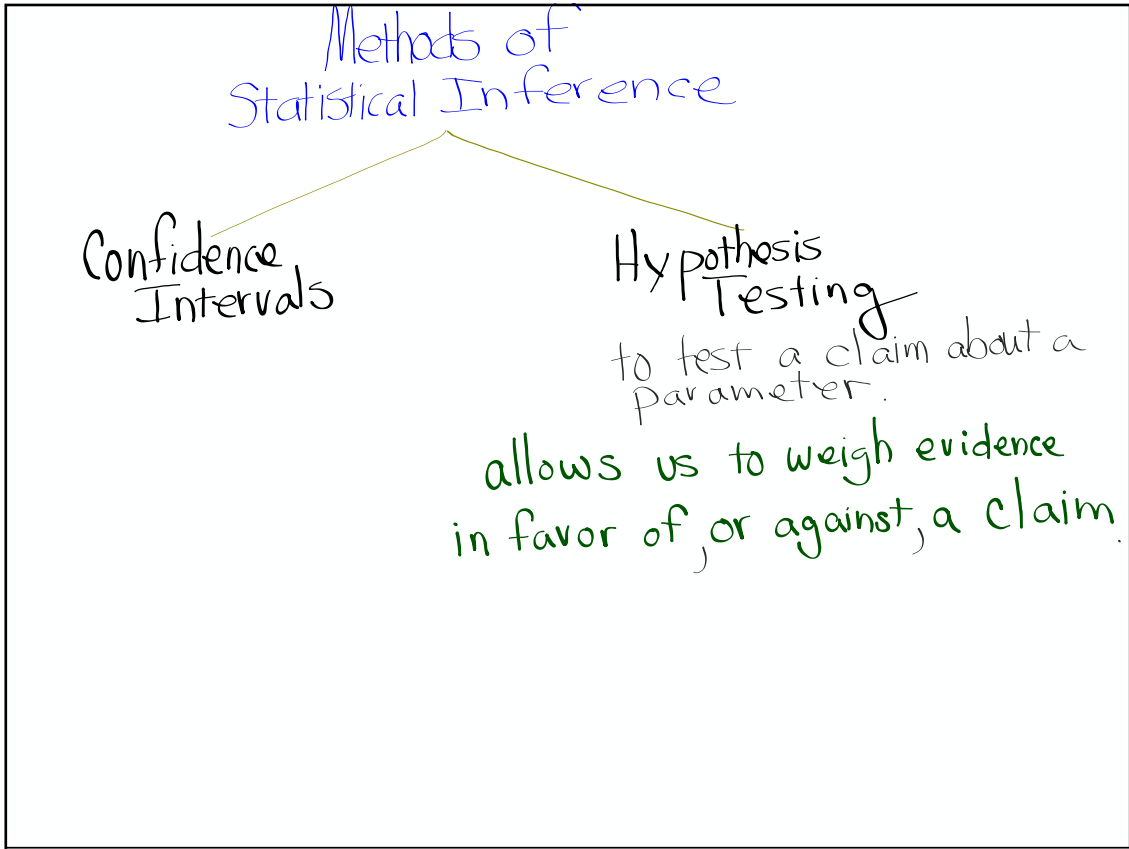 Methods of
Statistical Inference
Confidence
Intervals
Hypothesis
Testing
to test a claim about a
parameter.
allows us to weigh evidence
in favor of, or against, a claim.